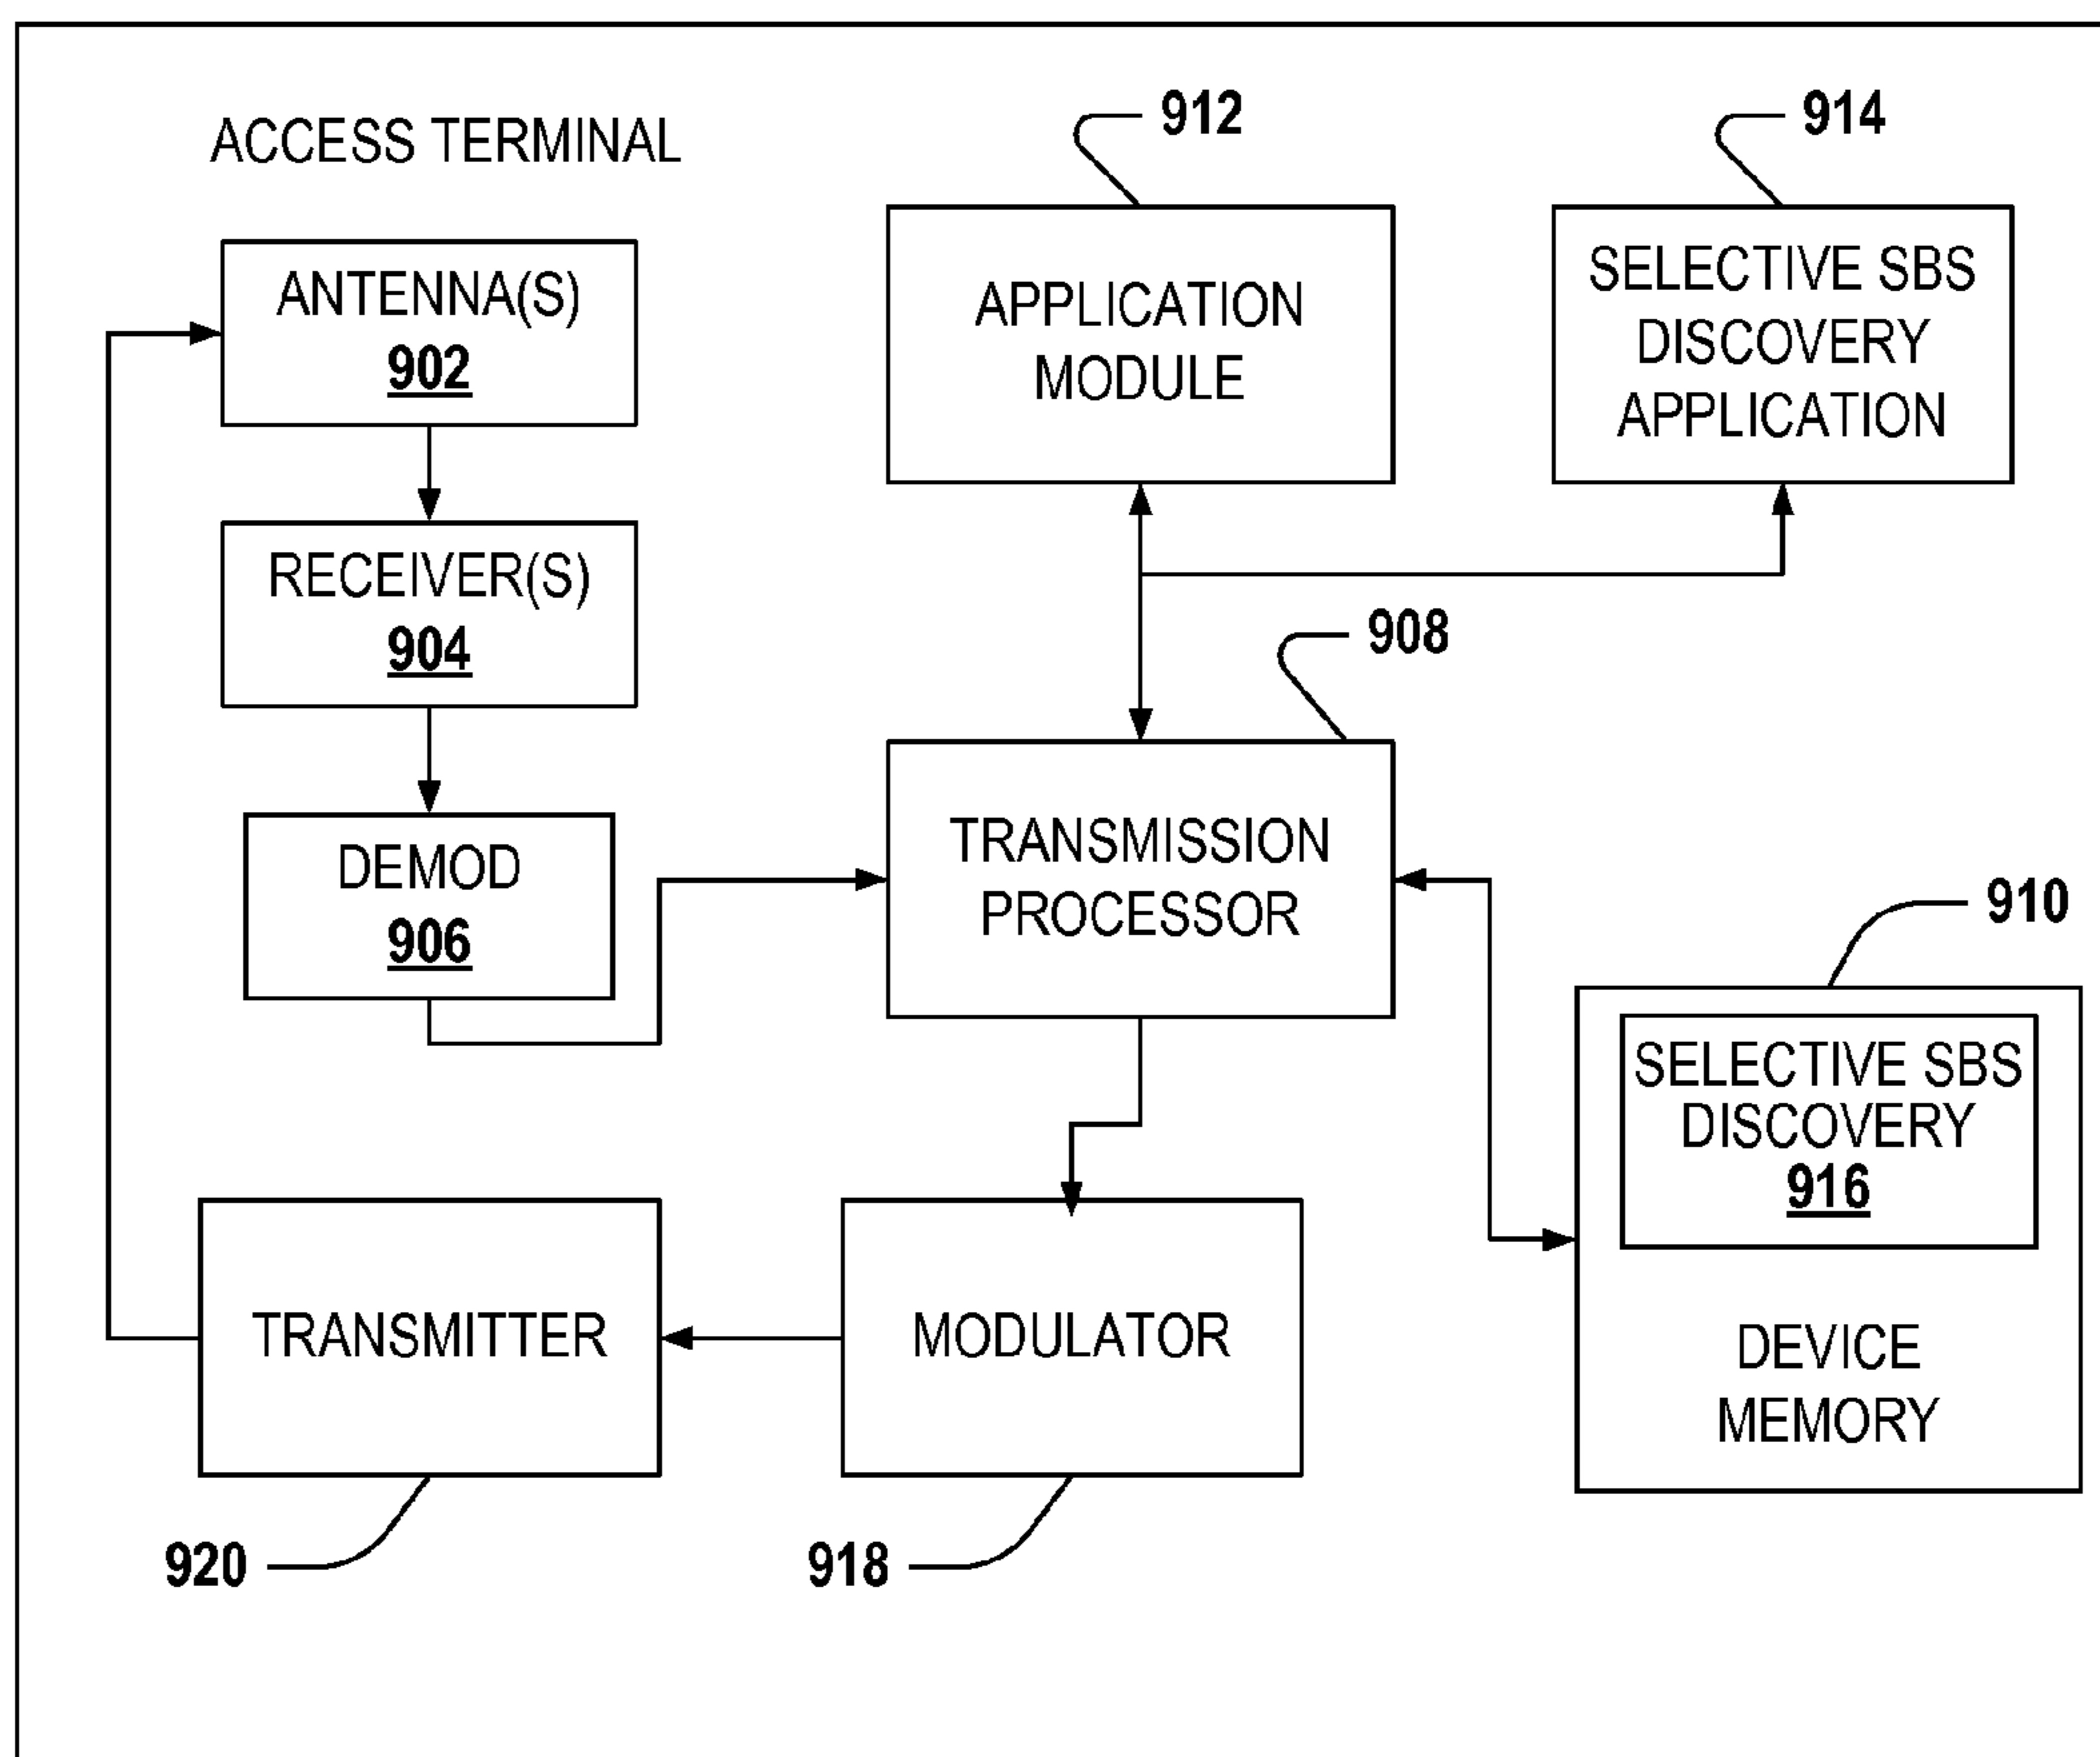 ACCESS TERMINAL
912
914
ANTENNA(S)
902
APPLICATION
MODULE
SELECTIVE SBS
DISCOVERY
APPLICATION
RECEIVER(S)
904
908
DEMOD
906
TRANSMISSION
PROCESSOR
910
SELECTIVE SBS
DISCOVERY
916
DEVICE
MEMORY
TRANSMITTER
MODULATOR
920
918